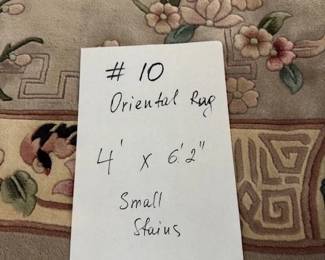 # 10
Oriental Rug
4' x 6'2"
Small
Stains